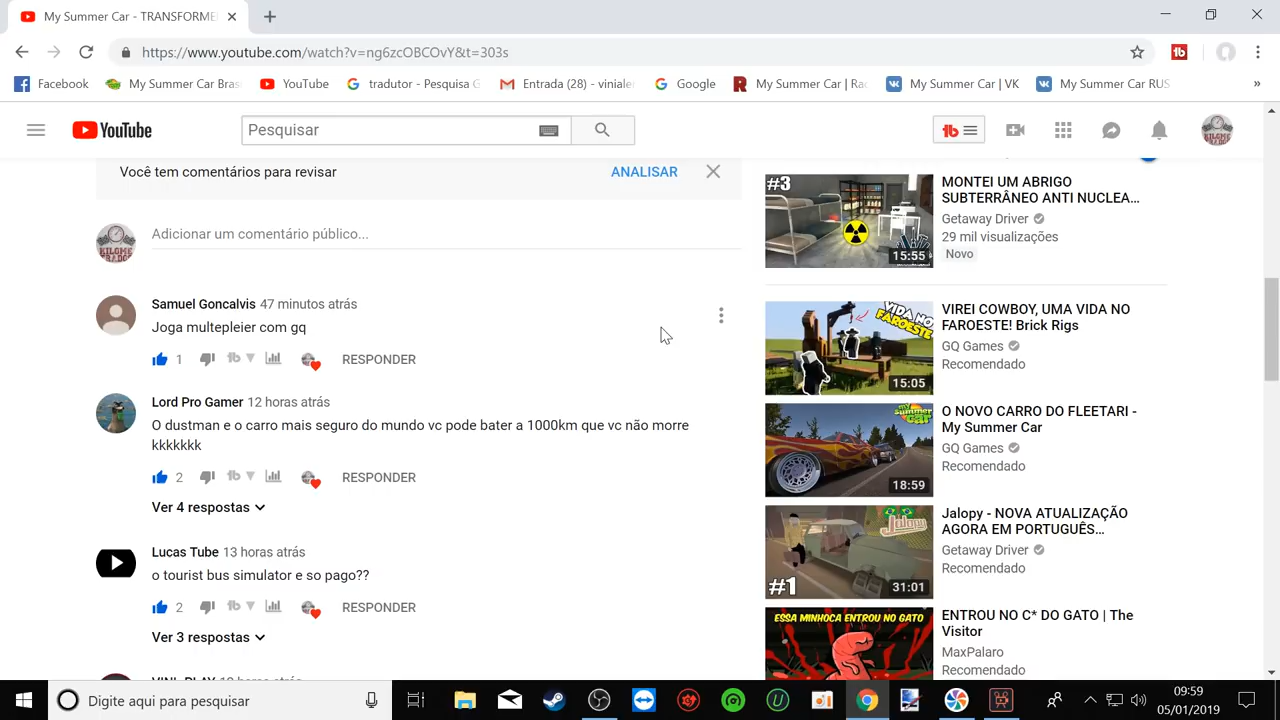 My Summer Car - TRANSFORME
https://www.youtube.com/watch?v=ng6zcOBCOvY&t=303s
Facebook
My Summer Car Bras
YouTube
tradutor - Pesquisa G
Entrada (28) - vinialer
Google
My Summer Car | Rac
My Summer Car | VK
My Summer Car RUS
»
YouTube
Pesquisar
Você tem comentários para revisar
ANALISAR
Adicionar um comentário público...
Samuel Goncalvis 47 minutos atrás
Joga multepleier com gq
1
RESPONDER
Lord Pro Gamer 12 horas atrás
O dustman e o carro mais seguro do mundo vc pode bater a 1000km que vc não morre
kkkkkkk
2
RESPONDER
Ver 4 respostas
Lucas Tube 13 horas atrás
o tourist bus simulator e so pago??
2
RESPONDER
Ver 3 respostas
#3
15:55
MONTEI UM ABRIGO
SUBTERRÂNEO ANTI NUCLEA...
Getaway Driver
29 mil visualizações
Novo
VIDA NO
FAROESTE!
15:05
VIREI COWBOY, UMA VIDA NO
FAROESTE! Brick Rigs
GQ Games
Recomendado
my
summer
car
18:59
O NOVO CARRO DO FLEETARI -
My Summer Car
GQ Games
Recomendado
Jalopy
#1
31:01
Jalopy - NOVA ATUALIZAÇÃO
AGORA EM PORTUGUÊS...
Getaway Driver
Recomendado
ESSA MINHOCA ENTROU NO GATO
ENTROU NO C* DO GATO | The
Visitor
MaxPalaro
Recomendado
Digite aqui para pesquisar
09:59
05/01/2019